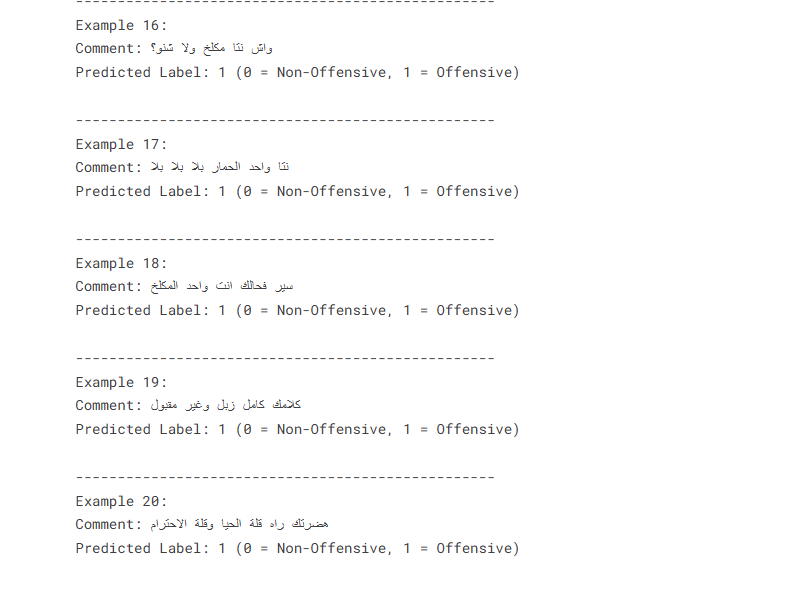 --------------------------------------------------
Example 16:
Comment: واش نتا مكلخ ولا شنو؟
Predicted Label: 1 (0 = Non-Offensive, 1 = Offensive)
--------------------------------------------------
Example 17:
Comment: نتا واحد الحمار بلا بلا بلا
Predicted Label: 1 (0 = Non-Offensive, 1 = Offensive)
--------------------------------------------------
Example 18:
Comment: سير فحالك انت واحد المكلخ
Predicted Label: 1 (0 = Non-Offensive, 1 = Offensive)
--------------------------------------------------
Example 19:
Comment: كلامك كامل زبل وغير مقبول
Predicted Label: 1 (0 = Non-Offensive, 1 = Offensive)
--------------------------------------------------
Example 20:
Comment: هضرتك راه قلة الحيا وقلة الاحترام
Predicted Label: 1 (0 = Non-Offensive, 1 = Offensive)